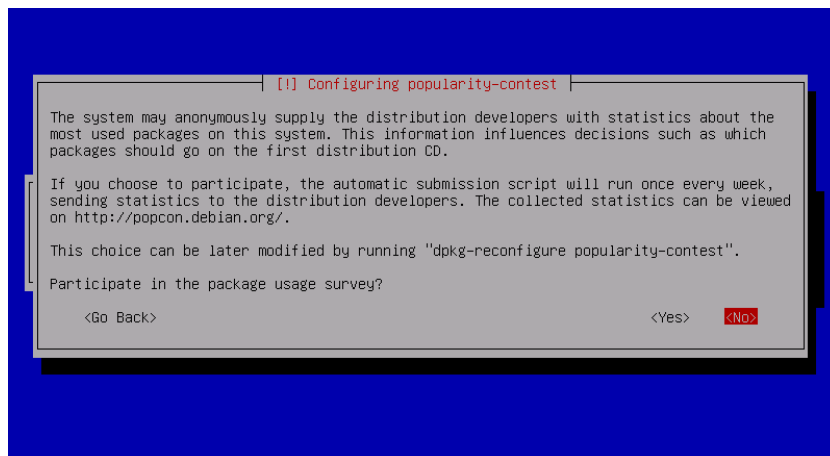 [!] Configuring popularity-contest
The system may anonymously supply the distribution developers with statistics about the
most used packages on this system. This information influences decisions such as which
packages should go on the first distribution CD.
If you choose to participate, the automatic submission script will run once every week,
sending statistics to the distribution developers. The collected statistics can be viewed
on http://popcon.debian.org/.
This choice can be later modified by running "dpkg-reconfigure popularity-contest".
Participate in the package usage survey?
<Go Back> <Yes> <No>